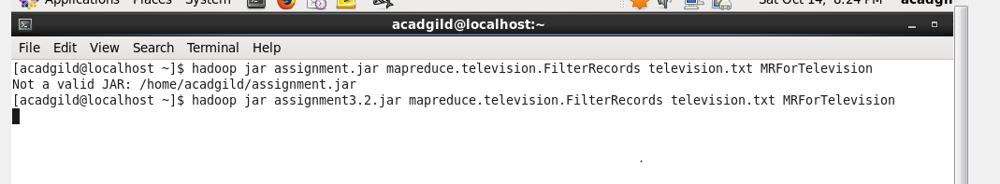 Applications Places System Sat Oct 14, 8:24 PM
acadgild@localhost:~
File Edit View Search Terminal Help
[acadgild@localhost ~]$ hadoop jar assignment.jar mapreduce.television.FilterRecords television.txt MRForTelevision
Not a valid JAR: /home/acadgild/assignment.jar
[acadgild@localhost ~]$ hadoop jar assignment3.2.jar mapreduce.television.FilterRecords television.txt MRForTelevision